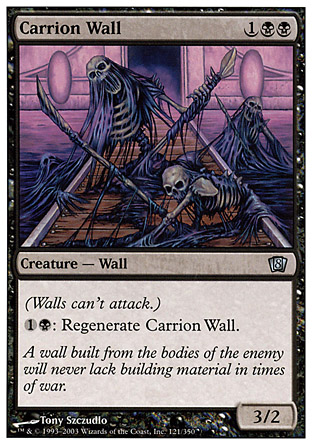 Carrion Wall 1
Creature — Wall 8
(Walls can't attack.)
1 : Regenerate Carrion Wall.
A wall built from the bodies of the enemy
will never lack building material in times
of war.
Tony Szczudlo
™ & © 1993–2003 Wizards of the Coast, Inc. 121/350
3/2